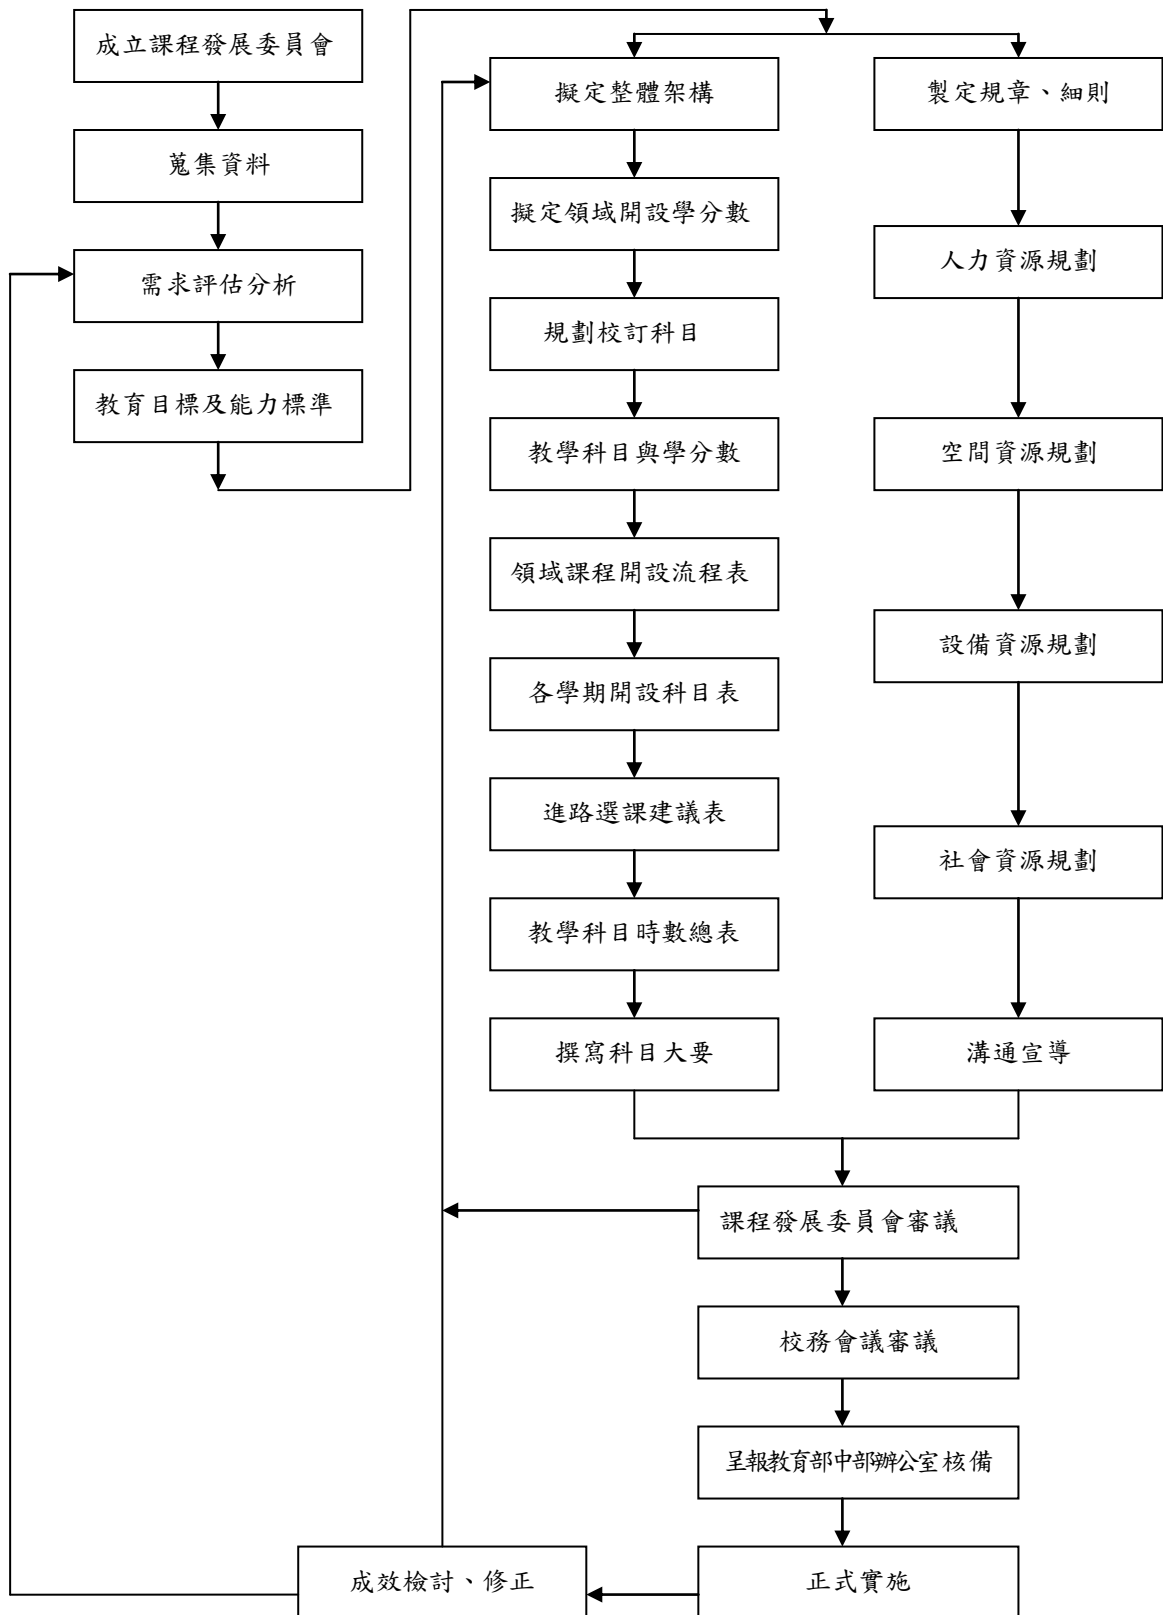 成立課程發展委員會
蒐集資料
需求評估分析
教育目標及能力標準
擬定整體架構
擬定領域開設學分數
規劃校訂科目
教學科目與學分數
領域課程開設流程表
各學期開設科目表
進路選課建議表
教學科目時數總表
撰寫科目大要
製定規章、細則
人力資源規劃
空間資源規劃
設備資源規劃
社會資源規劃
溝通宣導
課程發展委員會審議
校務會議審議
呈報教育部中部辦公室核備
正式實施
成效檢討、修正